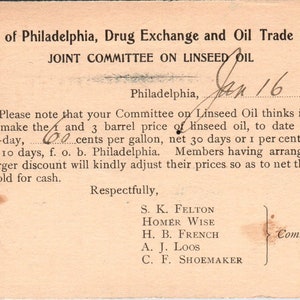 of Philadelphia, Drug Exchange and Oil Trade
JOINT COMMITTEE ON LINSEED OIL
Philadelphia, Jan 16
Please note that your Committee on Linseed Oil thinks i
make the 1 and 3 barrel price of linseed oil, to date
-day, 60 cents per gallon, net 30 days or 1 per cent
10 days, f. o. b. Philadelphia. Members having arrang
rger discount will kindly adjust their prices so as to net th
old for cash.
Respectfully,
S. K. FELTON
HOMER WISE
H. B. FRENCH
A. J. LOOS
C. F. SHOEMAKER
Com